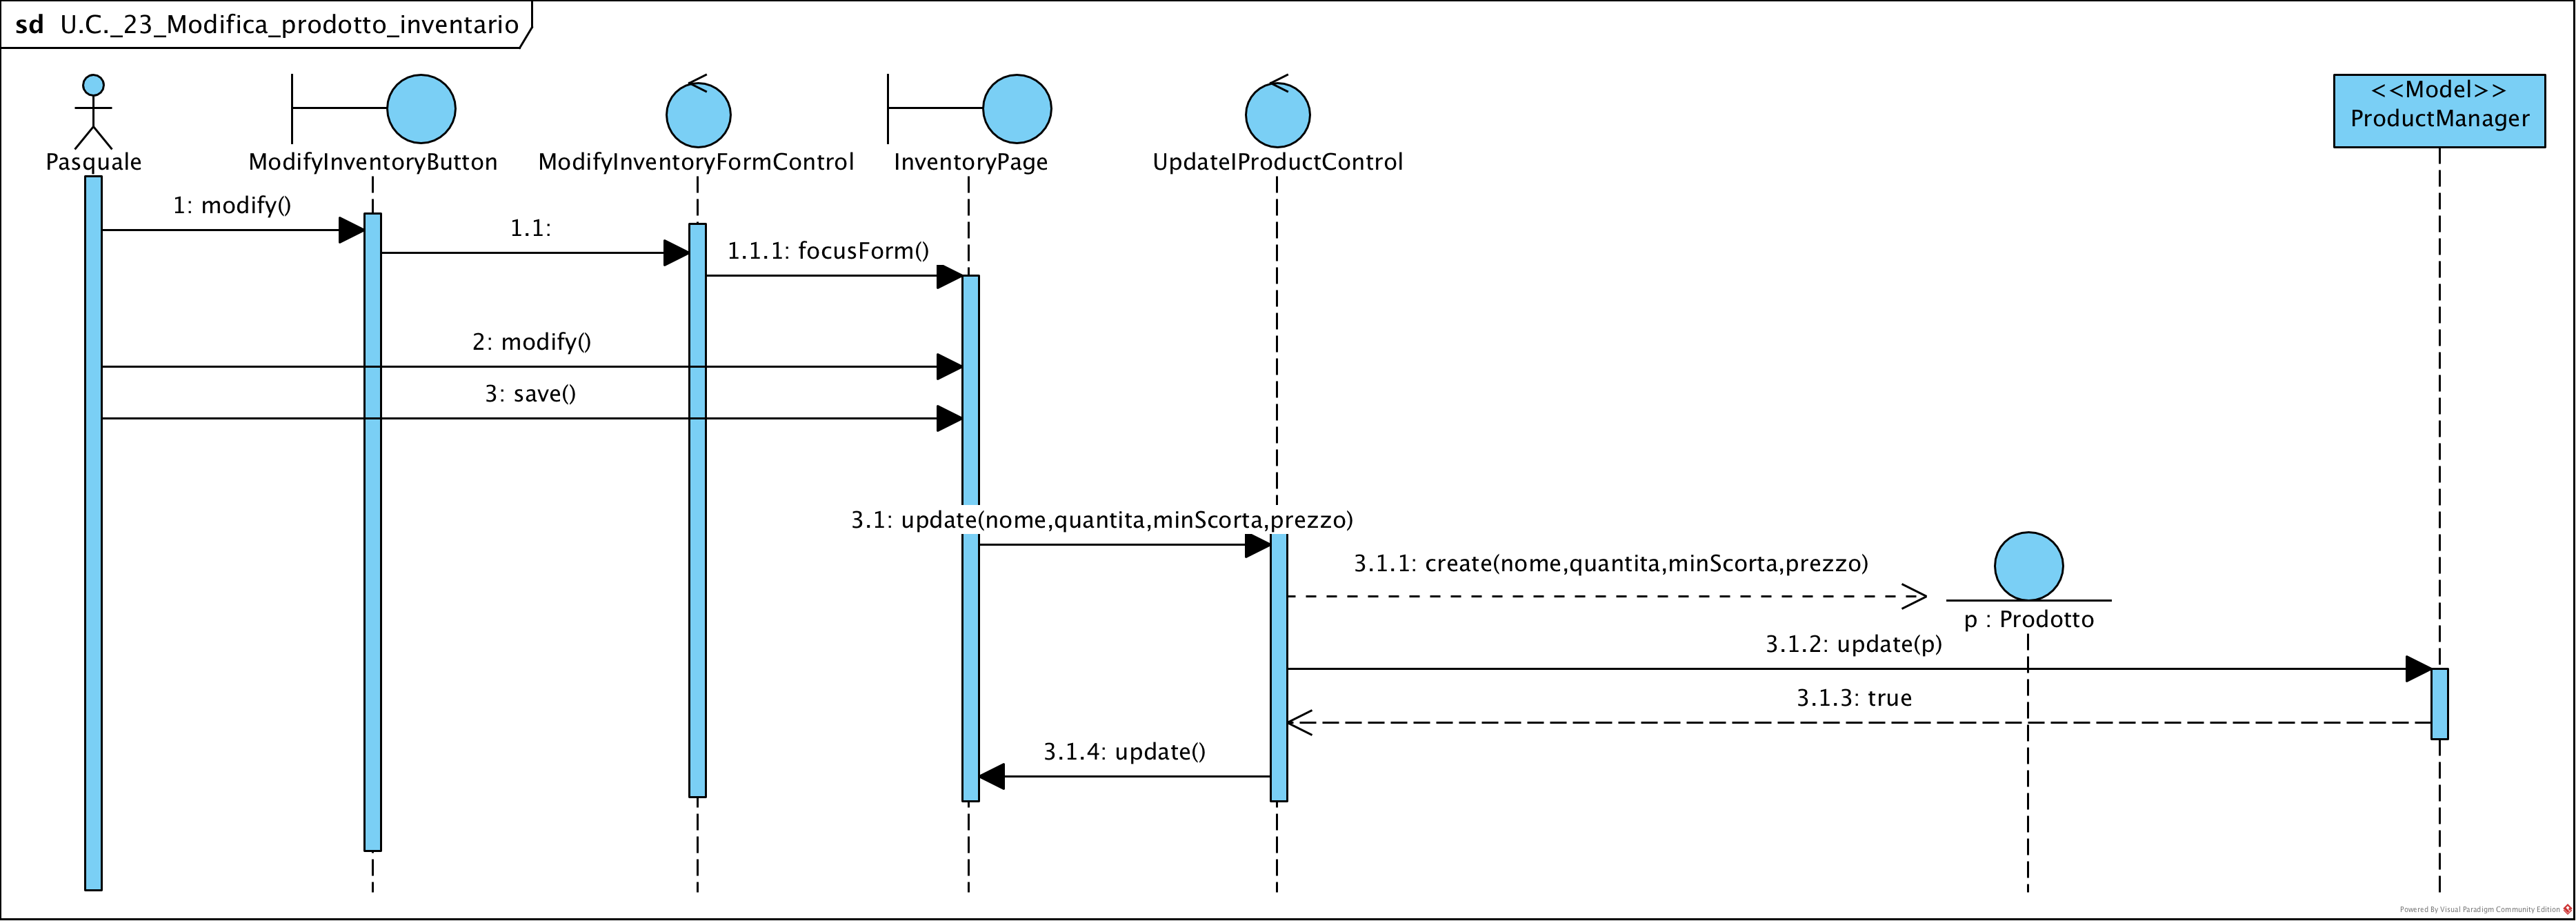 sd U.C._23_Modifica_prodotto_inventario
<<Model>>
ProductManager
Pasquale
ModifyInventoryButton
ModifyInventoryFormControl
InventoryPage
UpdateIProductControl
1: modify()
1.1:
1.1.1: focusForm()
2: modify()
3: save()
3.1: update(nome,quantita,minScorta,prezzo)
3.1.1: create(nome,quantita,minScorta,prezzo)
p : Prodotto
3.1.2: update(p)
3.1.3: true
3.1.4: update()
Powered By Visual Paradigm Community Edition